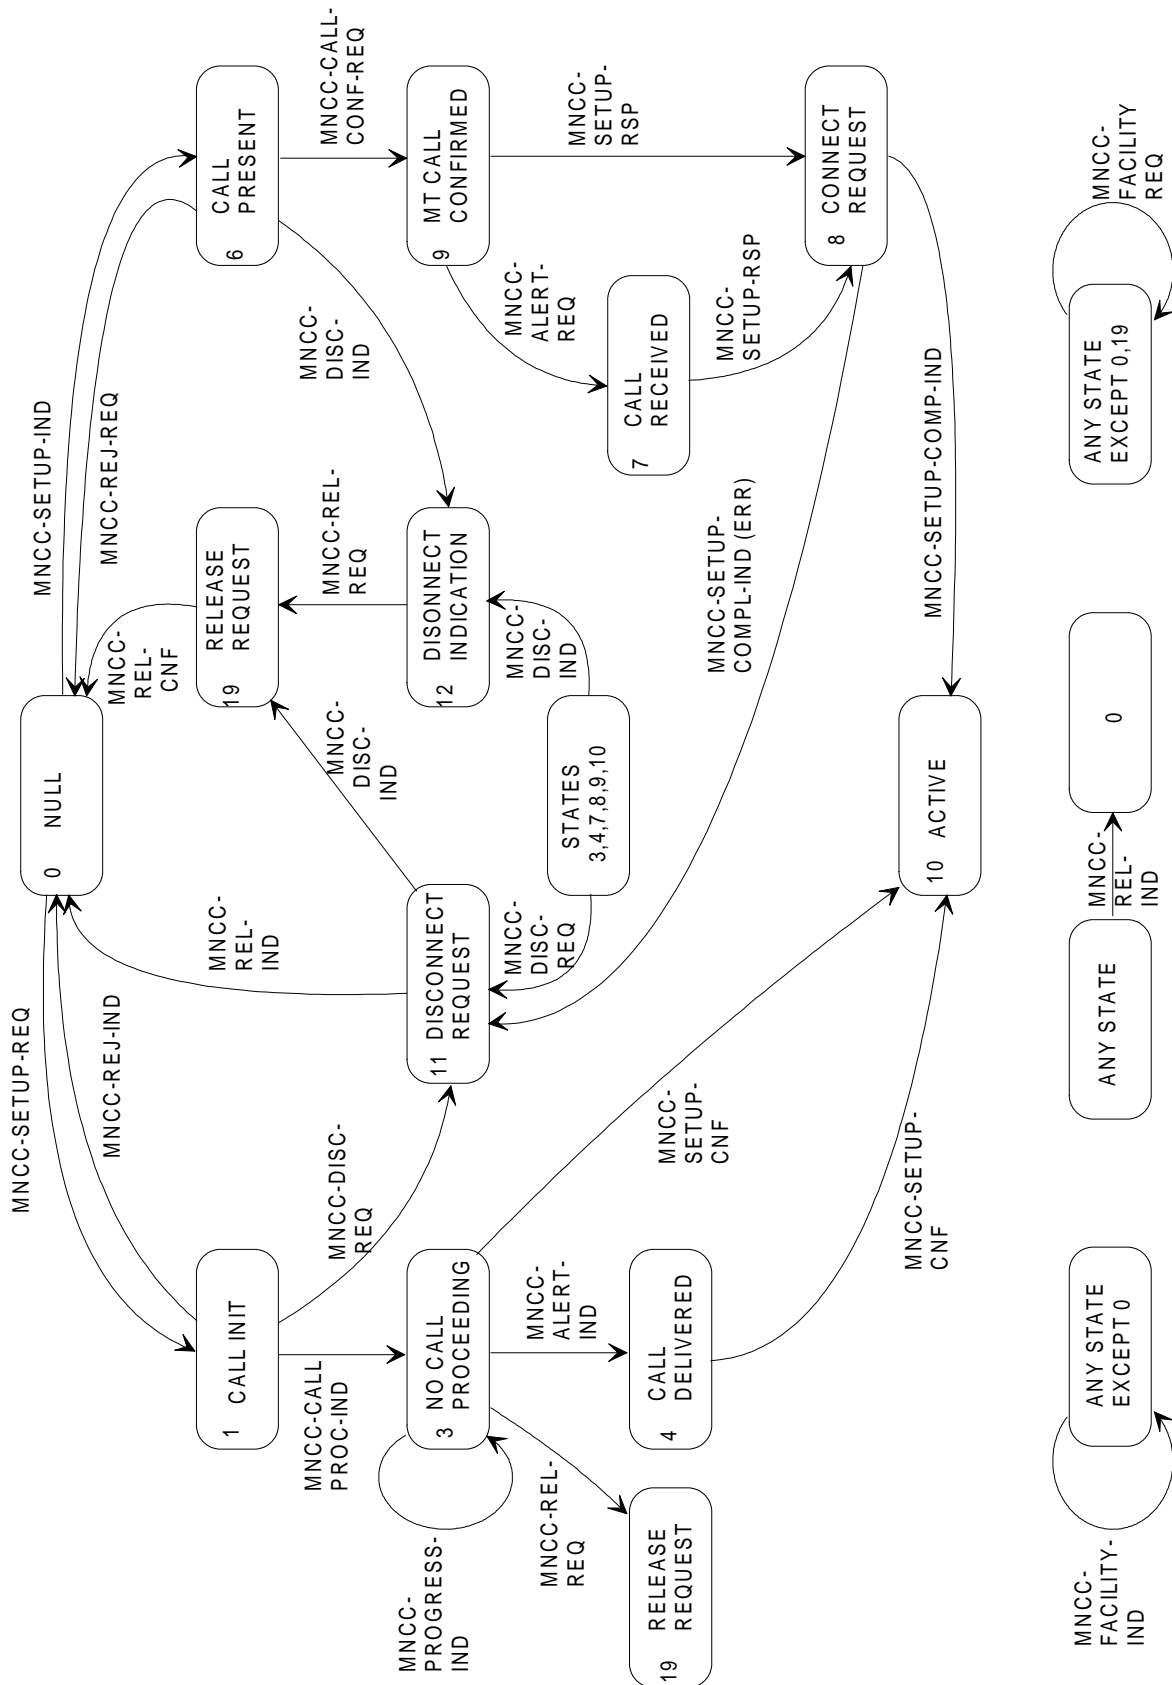 MNCC-SETUP-REQ
MNCC-REJ-IND
0 NULL
MNCC-SETUP-IND
MNCC-REJ-REQ
1 CALL INIT
MNCC-DISC-
REQ
MNCC-REL-
IND
MNCC-
REL-
CNF
19 RELEASE
REQUEST
6 CALL
PRESENT
MNCC-CALL
PROC-IND
MNCC-
DISC-
IND
MNCC-REL-
REQ
MNCC-
DISC-
IND
MNCC-CALL-
CONF-REQ
MNCC-
PROGRESS-
IND
3 NO CALL
PROCEEDING
11 DISCONNECT
REQUEST
12 DISONNECT
INDICATION
9 MT CALL
CONFIRMED
MNCC-REL-
REQ
MNCC-
ALERT-
IND
MNCC-
DISC-
REQ
MNCC-
DISC-
IND
MNCC-
ALERT-
REQ
MNCC-
SETUP-
RSP
STATES
3,4,7,8,9,10
19 RELEASE
REQUEST
4 CALL
DELIVERED
MNCC-
SETUP-
CNF
MNCC-SETUP-
COMPL-IND (ERR)
7 CALL
RECEIVED
MNCC-
SETUP-RSP
8 CONNECT
REQUEST
MNCC-SETUP-
CNF
10 ACTIVE
MNCC-SETUP-COMP-IND
MNCC-
FACILITY-
IND
ANY STATE
EXCEPT 0
ANY STATE
MNCC-
REL-
IND
0
ANY STATE
EXCEPT 0,19
MNCC-
FACILITY
REQ